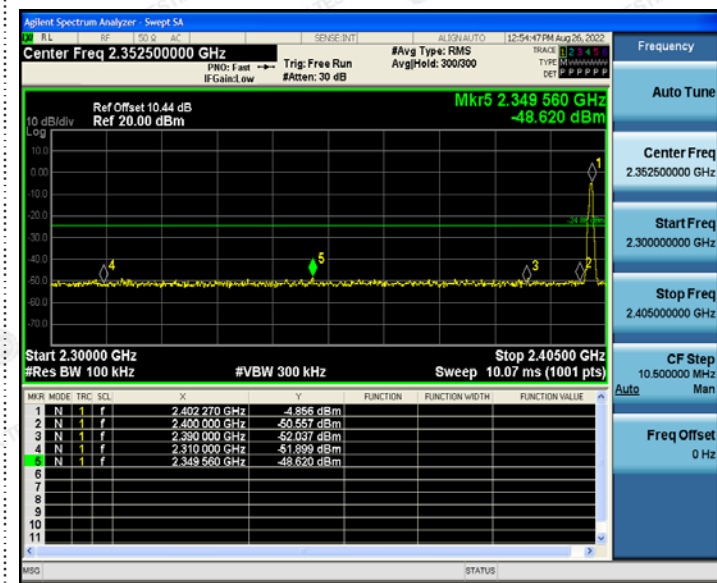 Agilent Spectrum Analyzer - Swept SA
RL RF 50 Ω AC SENSE:INT ALIGN AUTO 12:54:47 PM Aug 26, 2022
Center Freq 2.352500000 GHz
PNO: Fast
IFGain:Low
Trig: Free Run
#Atten: 30 dB
#Avg Type: RMS
Avg|Hold: 300/300
TRACE 1 2 3 4 5 6
TYPE M W W W W W
DET P P P P P P
Ref Offset 10.44 dB
Ref 20.00 dBm
10 dB/div
Log
Mkr5 2.349 560 GHz
-48.620 dBm
10.0
0.00
-10.0
-20.0
-30.0
-40.0
-50.0
-60.0
-70.0
1
2
3
4
5
Start 2.30000 GHz
Stop 2.40500 GHz
#Res BW 100 kHz
#VBW 300 kHz
Sweep 10.07 ms (1001 pts)
MKR MODE TRC SCL X Y FUNCTION FUNCTION WIDTH FUNCTION VALUE
1 N 1 f 2.402 270 GHz -4.856 dBm
2 N 1 f 2.400 000 GHz -50.557 dBm
3 N 1 f 2.390 000 GHz -52.037 dBm
4 N 1 f 2.310 000 GHz -51.899 dBm
5 N 1 f 2.349 560 GHz -48.620 dBm
6
7
8
9
10
11
MSG STATUS
Frequency
Auto Tune
Center Freq
2.352500000 GHz
Start Freq
2.300000000 GHz
Stop Freq
2.405000000 GHz
CF Step
10.500000 MHz
Auto Man
Freq Offset
0 Hz